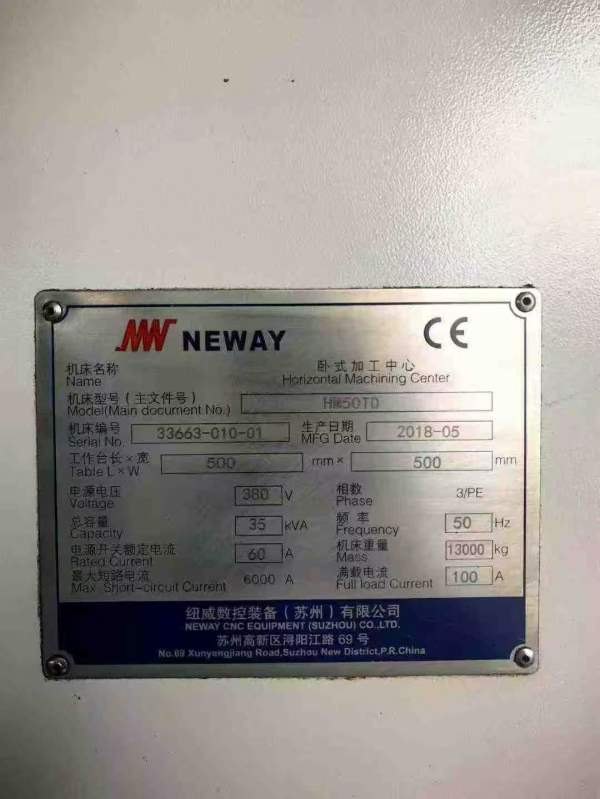 NEWAY CE
机床名称 卧式加工中心
Name Horizontal Machining Center
机床型号(主文件号)
Model(Main document No.)
机床编号 33663-010-01 生产日期 2018-05
Serial No. MFG Date
工作台长×宽 500 mm× 500 mm
Table L×W
电源电压 380 V 相数 3/PE
Voltage Phase
总容量 35 kVA 频率 50 Hz
Capacity Frequency
电源开关额定电流 60 A 机床重量 13000 kg
Rated Current Mass
最大短路电流 6000 A 满载电流 100 A
Max. Short-circuit Current Full load Current
纽威数控装备(苏州)有限公司
NEWAY CNC EQUIPMENT (SUZHOU) CO.,LTD.
苏州高新区浔阳江路 69 号
No.69 Xunyangjiang Road,Suzhou New District,P.R.China